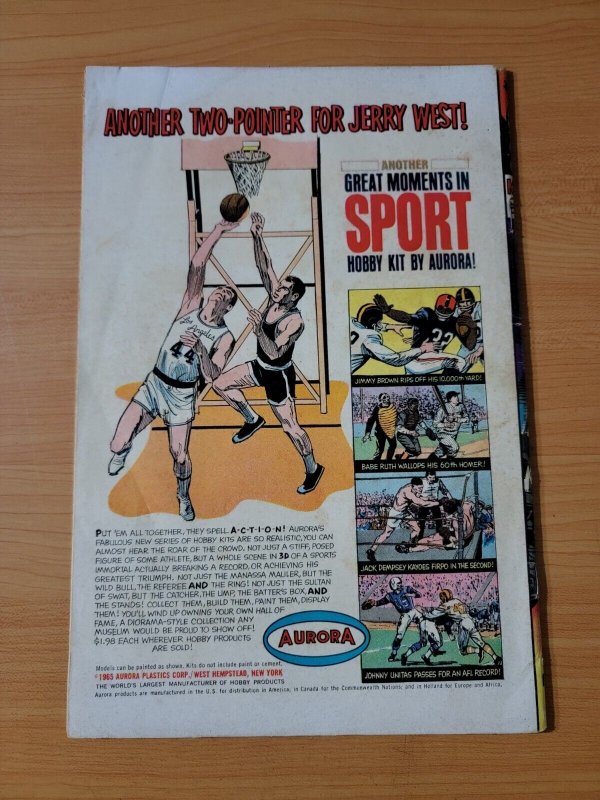 ANOTHER TWO-POINTER FOR JERRY WEST!
ANOTHER
GREAT MOMENTS IN
SPORT
HOBBY KIT BY AURORA!
Los Angeles
44
32
JIMMY BROWN RIPS OFF HIS 10,000th YARD!
BABE RUTH WALLOPS HIS 60th HOMER!
JACK DEMPSEY KAYOES FIRPO IN THE SECOND!
JOHNNY UNITAS PASSES FOR AN AFL RECORD!
PUT 'EM ALL TOGETHER, THEY SPELL A-C-T-I-O-N! AURORA'S
FABULOUS NEW SERIES OF HOBBY KITS ARE SO REALISTIC, YOU CAN
ALMOST HEAR THE ROAR OF THE CROWD. NOT JUST A STIFF, POSED
FIGURE OF SOME ATHLETE, BUT A WHOLE SCENE IN 3D OF A SPORTS
IMMORTAL ACTUALLY BREAKING A RECORD, OR ACHIEVING HIS
GREATEST TRIUMPH. NOT JUST THE MANASSA MAULER, BUT THE
WILD BULL, THE REFEREE AND THE RING! NOT JUST THE SULTAN
OF SWAT, BUT THE CATCHER, THE UMP, THE BATTER'S BOX, AND
THE STANDS! COLLECT THEM, BUILD THEM, PAINT THEM, DISPLAY
THEM! YOU'LL WIND UP OWNING YOUR OWN HALL OF
FAME, A DIORAMA-STYLE COLLECTION ANY
MUSEUM WOULD BE PROUD TO SHOW OFF!
$1.98 EACH WHEREVER HOBBY PRODUCTS
ARE SOLD!
AURORA
Models can be painted as shown. Kits do not include paint or cement.
©1965 AURORA PLASTICS CORP./WEST HEMPSTEAD, NEW YORK
THE WORLD'S LARGEST MANUFACTURER OF HOBBY PRODUCTS
Aurora products are manufactured in the U.S. for distribution in America, in Canada for the Commonwealth Nations; and in Holland for Europe and Africa.